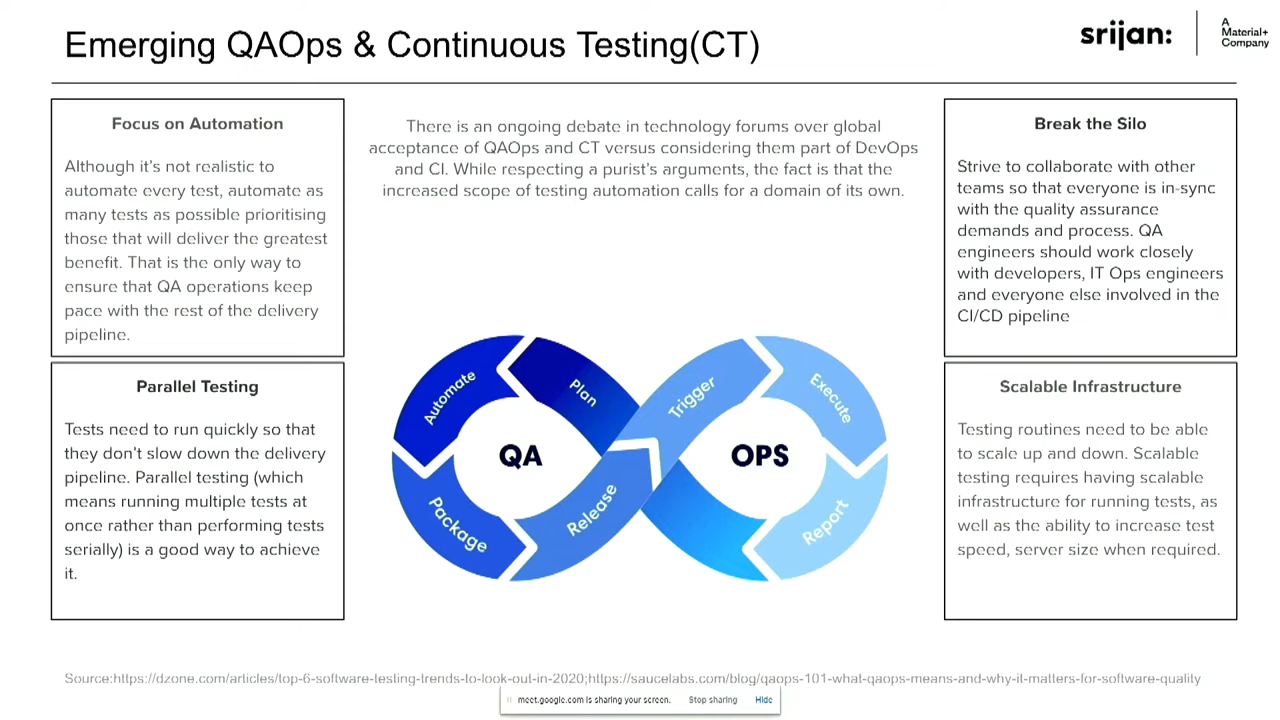 Emerging QAOps & Continuous Testing(CT)
srijan:
A
Material+
Company
Focus on Automation
Although it's not realistic to
automate every test, automate as
many tests as possible prioritising
those that will deliver the greatest
benefit. That is the only way to
ensure that QA operations keep
pace with the rest of the delivery
pipeline.
There is an ongoing debate in technology forums over global
acceptance of QAOps and CT versus considering them part of DevOps
and CI. While respecting a purist's arguments, the fact is that the
increased scope of testing automation calls for a domain of its own.
Break the Silo
Strive to collaborate with other
teams so that everyone is in-sync
with the quality assurance
demands and process. QA
engineers should work closely
with developers, IT Ops engineers
and everyone else involved in the
CI/CD pipeline
Parallel Testing
Tests need to run quickly so that
they don't slow down the delivery
pipeline. Parallel testing (which
means running multiple tests at
once rather than performing tests
serially) is a good way to achieve
it.
Automate
Plan
Trigger
Execute
QA
OPS
Package
Release
Report
Scalable Infrastructure
Testing routines need to be able
to scale up and down. Scalable
testing requires having scalable
infrastructure for running tests, as
well as the ability to increase test
speed, server size when required.
Source:https://dzone.com/articles/top-6-software-testing-trends-to-look-out-in-2020;https://saucelabs.com/blog/qaops-101-what-qaops-means-and-why-it-matters-for-software-quality
meet.google.com is sharing your screen. Stop sharing Hide